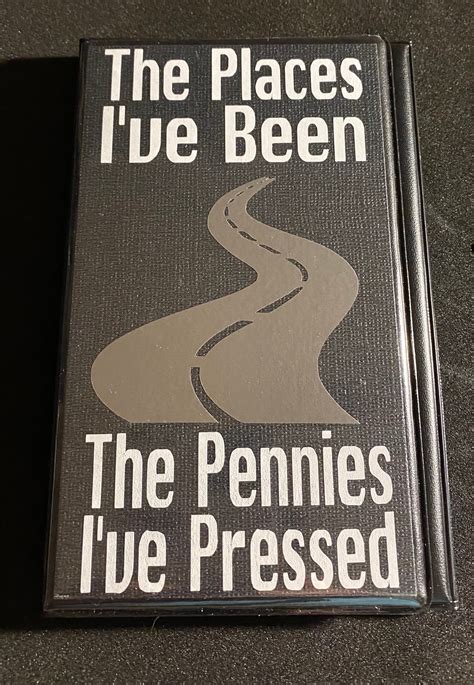 The Places
I've Been
The Pennies
I've Pressed